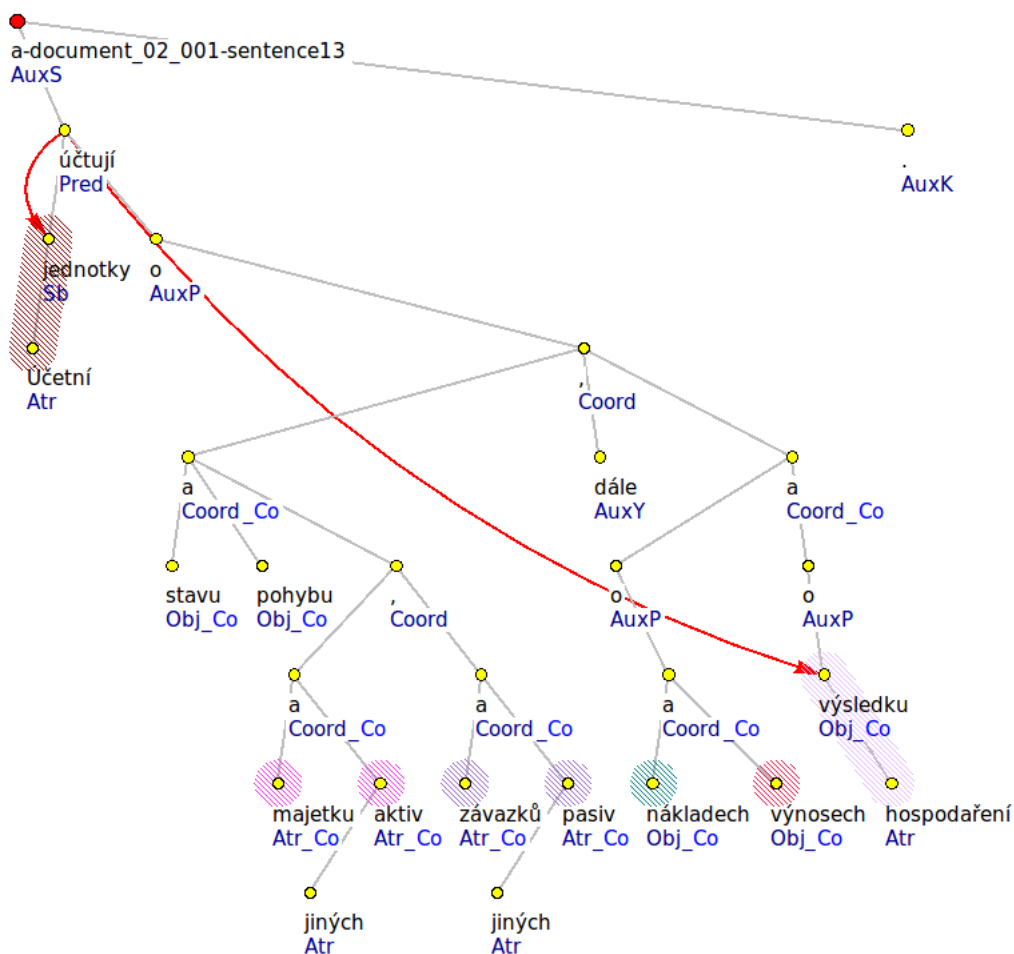 a-document_02_001-sentence13
AuxS
účtují
Pred
.
AuxK
jednotky
Sb
o
AuxP
Účetní
Atr
,
Coord
a
Coord_Co
dále
AuxY
a
Coord_Co
stavu
Obj_Co
pohybu
Obj_Co
,
Coord
o
AuxP
o
AuxP
a
Coord_Co
a
Coord_Co
a
Coord_Co
výsledku
Obj_Co
majetku
Atr_Co
aktiv
Atr_Co
závazků
Atr_Co
pasiv
Atr_Co
nákladech
Obj_Co
výnosech
Obj_Co
hospodaření
Atr
jiných
Atr
jiných
Atr